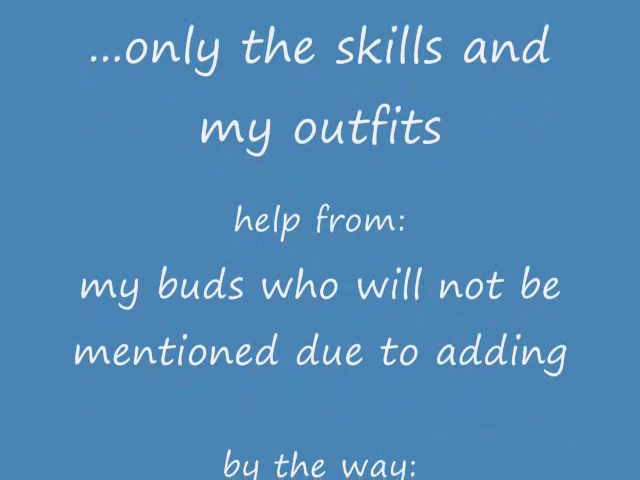 ...only the skills and
my outfits
help from:
my buds who will not be
mentioned due to adding
by the way: